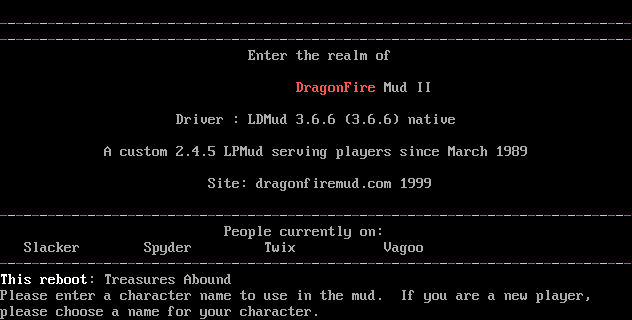 Enter the realm of
DragonFire Mud II
Driver : LDMud 3.6.6 (3.6.6) native
A custom 2.4.5 LPMud serving players since March 1989
Site: dragonfiremud.com 1999
People currently on:
Slacker Spyder Twix Vagoo
This reboot: Treasures Abound
Please enter a character name to use in the mud. If you are a new player,
please choose a name for your character.